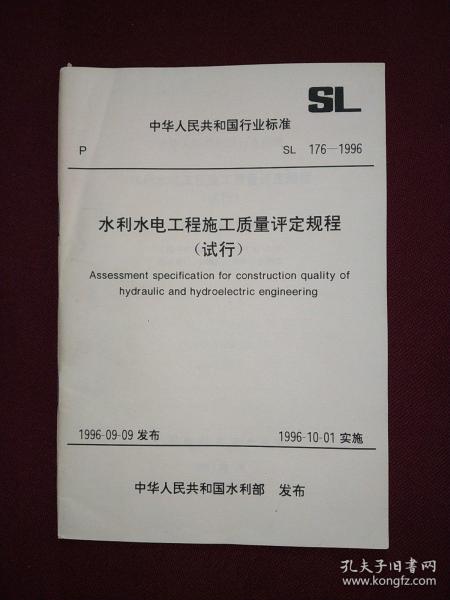 SL
中华人民共和国行业标准
P
SL 176—1996
水利水电工程施工质量评定规程
（试行）
Assessment specification for construction quality of
hydraulic and hydroelectric engineering
1996-09-09 发布
1996-10-01 实施
中华人民共和国水利部 发布
孔夫子旧书网
www.kongfz.com